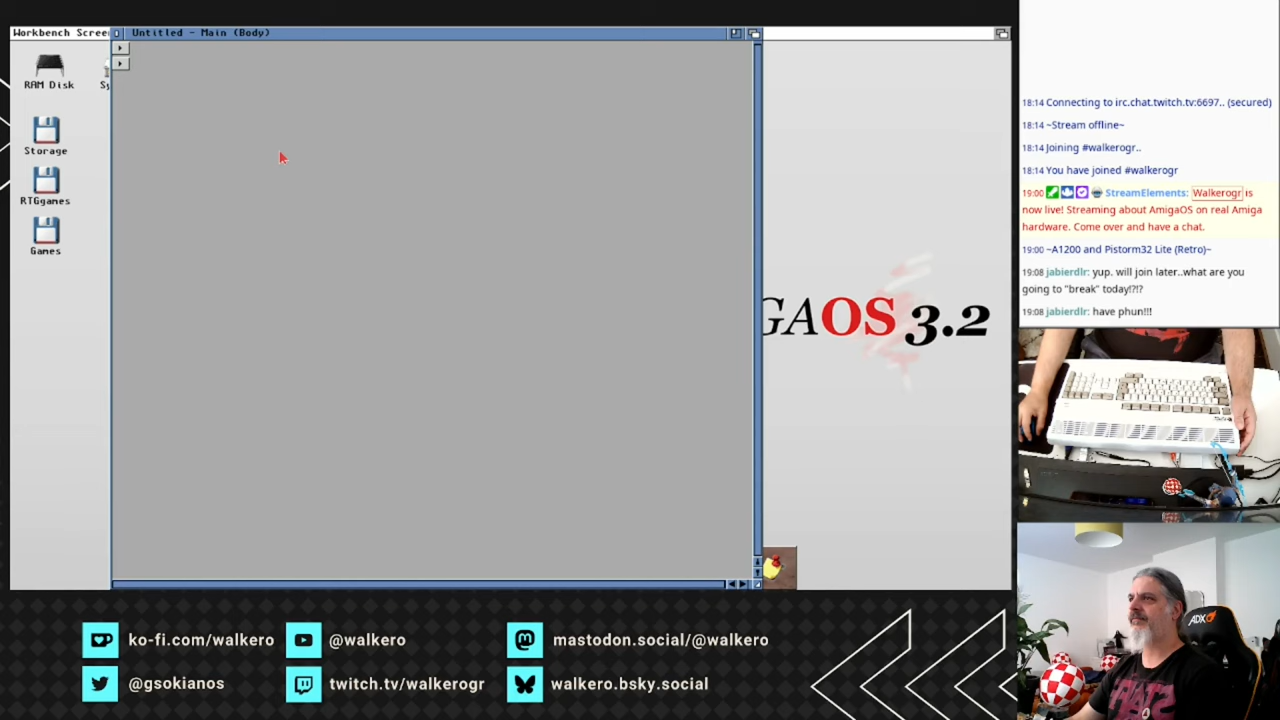 Workbench Scree
Untitled - Main (Body)
RAM Disk
Sy
Storage
RTGgames
Games
GAOS 3.2
18:14 Connecting to irc.chat.twitch.tv:6697.. (secured)
18:14 ~Stream offline~
18:14 Joining #walkerogr..
18:14 You have joined #walkerogr
19:00 StreamElements: Walkerogr is
now live! Streaming about AmigaOS on real Amiga
hardware. Come over and have a chat.
19:00 ~A1200 and Pistorm32 Lite (Retro)~
19:08 jabierdlr: yup. will join later..what are you
going to "break" today!?!?
19:08 jabierdlr: have phun!!!
ADX
ko-fi.com/walkero
@walkero
mastodon.social/@walkero
@gsokianos
twitch.tv/walkerogr
walkero.bsky.social